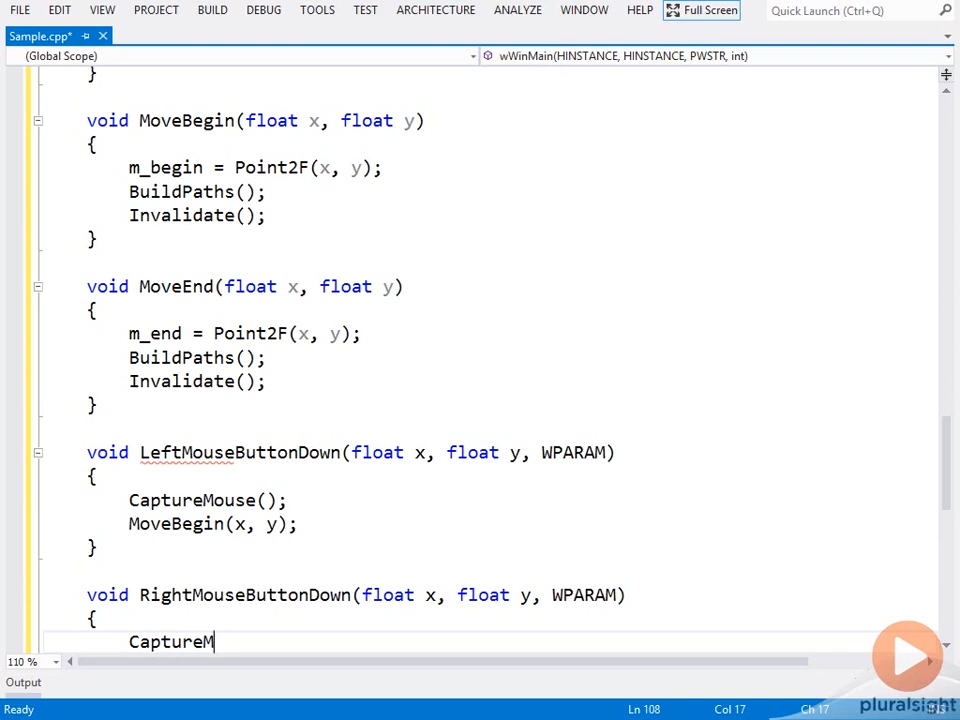 FILE EDIT VIEW PROJECT BUILD DEBUG TOOLS TEST ARCHITECTURE ANALYZE WINDOW HELP Full Screen Quick Launch (Ctrl+Q)
Sample.cpp*
(Global Scope) wWinMain(HINSTANCE, HINSTANCE, PWSTR, int)
}
void MoveBegin(float x, float y)
{
m_begin = Point2F(x, y);
BuildPaths();
Invalidate();
}
void MoveEnd(float x, float y)
{
m_end = Point2F(x, y);
BuildPaths();
Invalidate();
}
void LeftMouseButtonDown(float x, float y, WPARAM)
{
CaptureMouse();
MoveBegin(x, y);
}
void RightMouseButtonDown(float x, float y, WPARAM)
{
CaptureM
110 %
Output
Ready Ln 108 Col 17 Ch 17
pluralsight